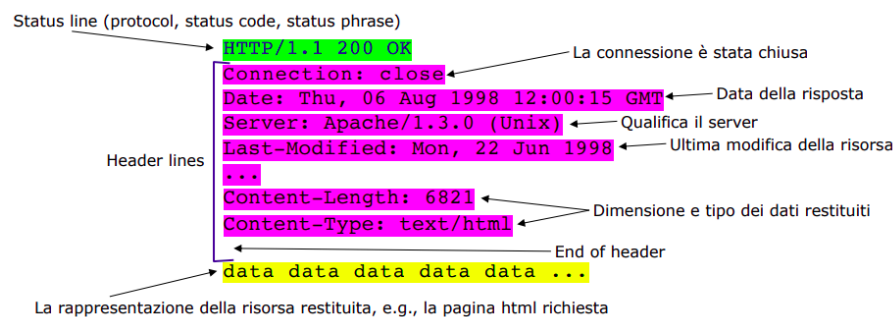 Status line (protocol, status code, status phrase)
HTTP/1.1 200 OK
Connection: close
La connessione è stata chiusa
Date: Thu, 06 Aug 1998 12:00:15 GMT
Data della risposta
Server: Apache/1.3.0 (Unix)
Qualifica il server
Last-Modified: Mon, 22 Jun 1998
Ultima modifica della risorsa
Header lines
...
Content-Length: 6821
Content-Type: text/html
Dimensione e tipo dei dati restituiti
End of header
data data data data data ...
La rappresentazione della risorsa restituita, e.g., la pagina html richiesta